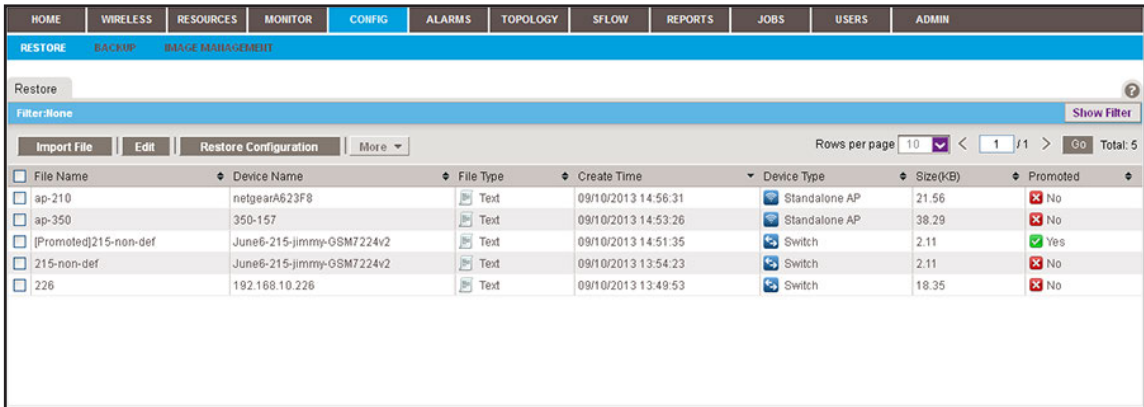 HOME WIRELESS RESOURCES MONITOR CONFIG ALARMS TOPOLOGY SFLOW REPORTS JOBS USERS ADMIN
RESTORE BACKUP IMAGE MANAGEMENT
Restore ?
Filter:None Show Filter
Import File Edit Restore Configuration More Rows per page 10 < 1 /1 > Go Total: 5
File Name Device Name File Type Create Time Device Type Size(KB) Promoted
ap-210 netgearA623F8 Text 09/10/2013 14:56:31 Standalone AP 21.56 No
ap-350 350-157 Text 09/10/2013 14:53:26 Standalone AP 38.29 No
[Promoted]215-non-def June6-215-jimmy-GSM7224v2 Text 09/10/2013 14:51:35 Switch 2.11 Yes
215-non-def June6-215-jimmy-GSM7224v2 Text 09/10/2013 13:54:23 Switch 2.11 No
226 192.168.10.226 Text 09/10/2013 13:49:53 Switch 18.35 No